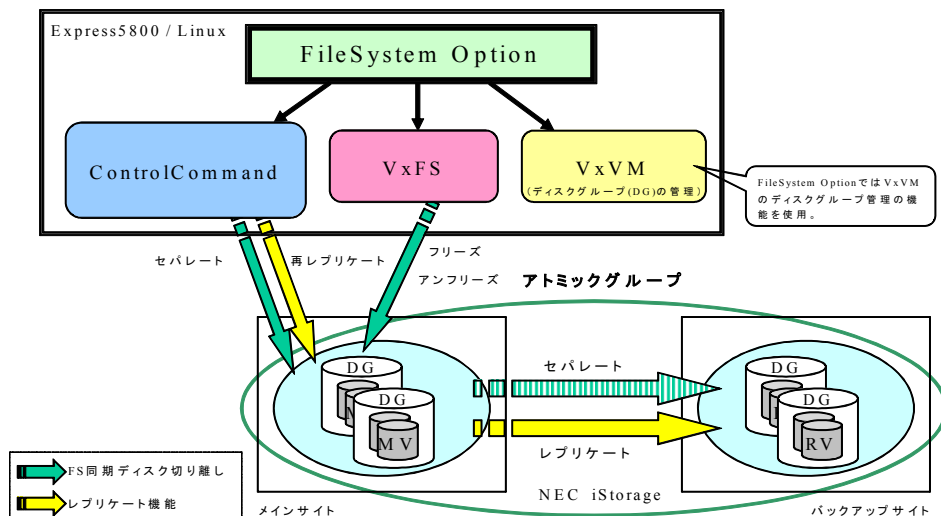 Express5800 / Linux
FileSystem Option
ControlCommand
VxFS
VxVM
(ディスクグループ(DG)の管理)
FileSystem OptionではVxVM
のディスクグループ管理の機
能を使用。
セパレート
再レプリケート
フリーズ
アンフリーズ
アトミックグループ
DG
DG
MV
セパレート
レプリケート
DG
DG
RV
NEC iStorage
FS同期ディスク切り離し
レプリケート機能
メインサイト
バックアップサイト